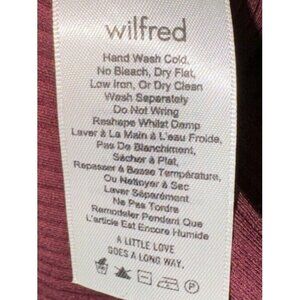 wilfred
Hand Wash Cold,
No Bleach, Dry Flat,
Low Iron, Or Dry Clean
Wash Separately
Do Not Wring
Reshape Whilst Damp
Laver à La Main à L'eau Froide,
Pas De Blanchiment,
Sécher à Plat,
Repasser à Basse Température,
Ou Nettoyer à Sec
Laver Séparément
Ne Pas Tordre
Remodeler Pendant Que
L'article Est Encore Humide
A LITTLE LOVE
GOES A LONG WAY.